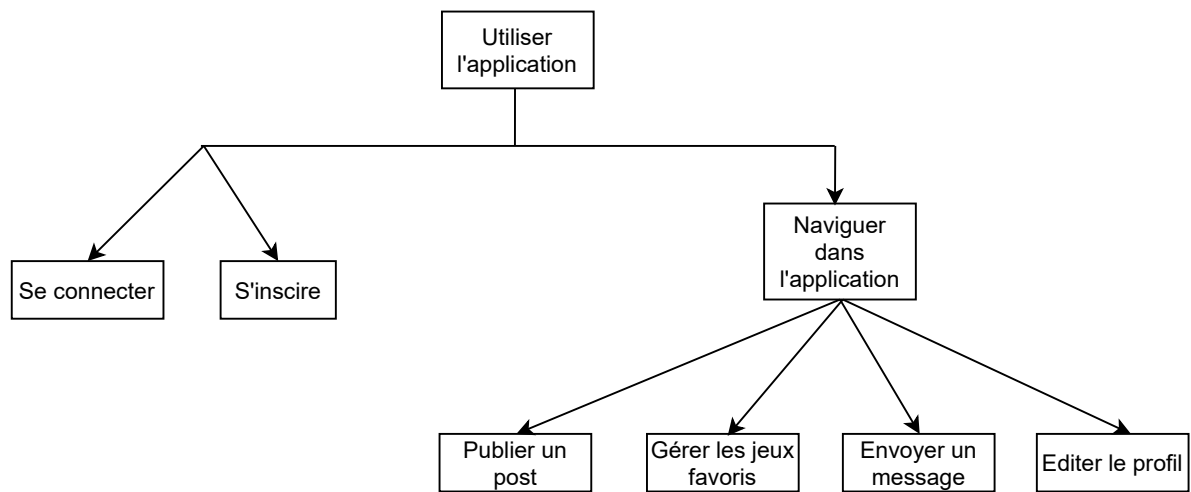 Utiliser
l'application
Naviguer
dans
l'application
Se connecter
S'inscire
Publier un
post
Gérer les jeux
favoris
Envoyer un
message
Editer le profil